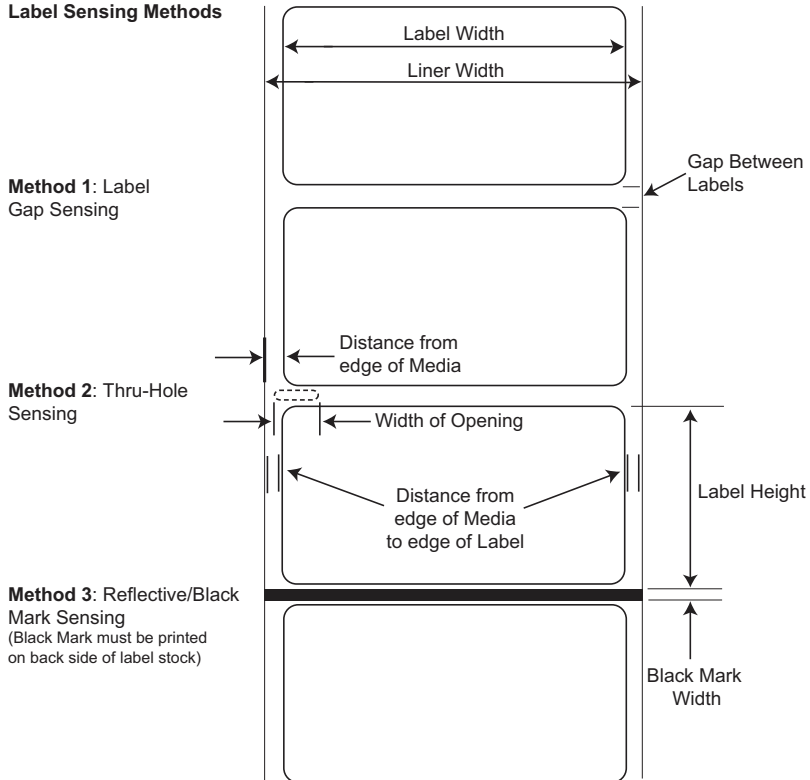 Label Sensing Methods
Label Width
Liner Width
Gap Between
Labels
Method 1: Label
Gap Sensing
Distance from
edge of Media
Method 2: Thru-Hole
Sensing
Width of Opening
Distance from
edge of Media
to edge of Label
Label Height
Method 3: Reflective/Black
Mark Sensing
(Black Mark must be printed
on back side of label stock)
Black Mark
Width